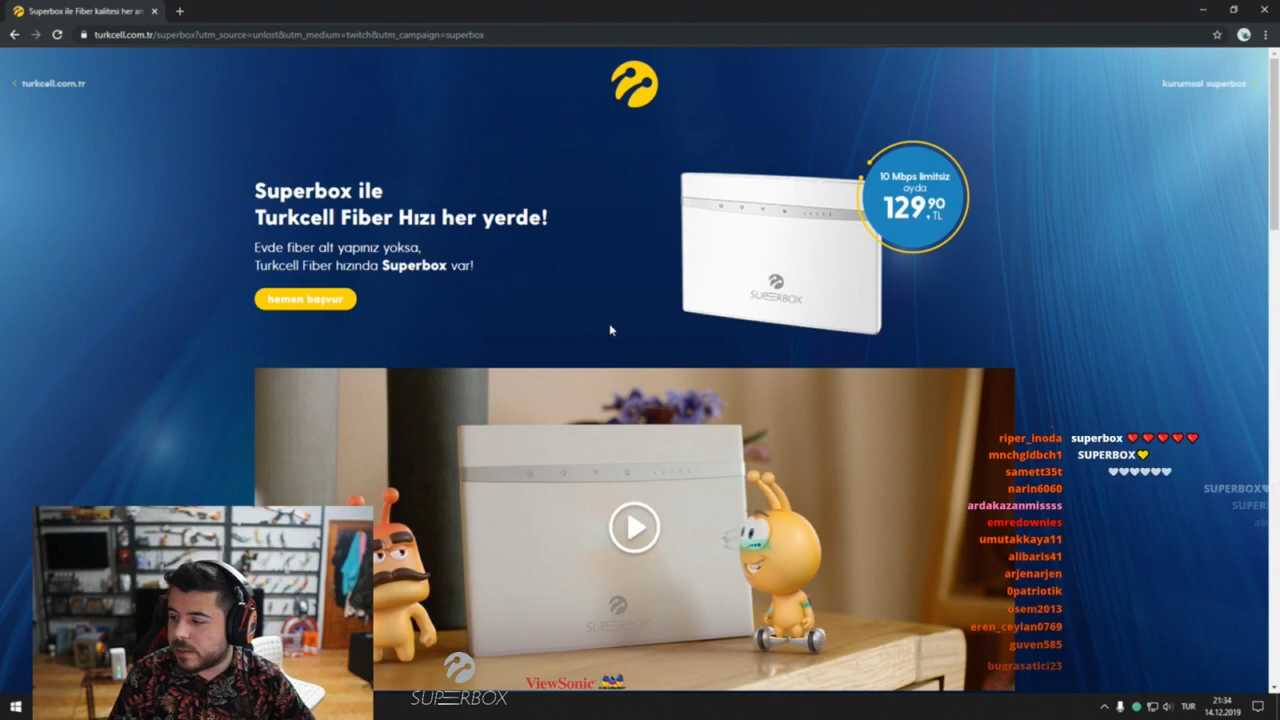 Superbox ile Fiber kalitesi her an
turkcell.com.tr/superbox?utm_source=unlost&utm_medium=twitch&utm_campaign=superbox
turkcell.com.tr
kurumsal superbox
Superbox ile
Turkcell Fiber Hızı her yerde!
Evde fiber alt yapınız yoksa,
Turkcell Fiber hızında Superbox var!
hemen başvur
10 Mbps limitsiz
ayda
129,90
TL
SUPERBOX
SUPERBOX
riper_inoda superbox ❤❤❤❤❤
mnchgldbch1 SUPERBOX💛
samett35t 🤍🤍🤍🤍🤍🤍
narin6060 SUPERBOX
ardakazanmissss
emredownies
umutakkaya11
alibaris41
arjenarjen
0patriotik
osem2013
eren_ceylan0769
guven585
bugrasatici23
SUPERBOX
ViewSonic
TUR
21:34
14.12.2019